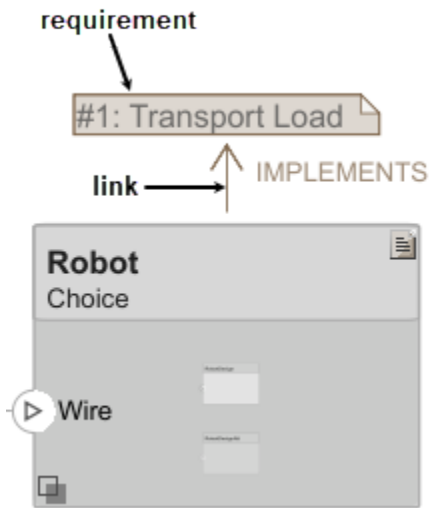 requirement
#1: Transport Load
link
IMPLEMENTS
Robot
Choice
Wire